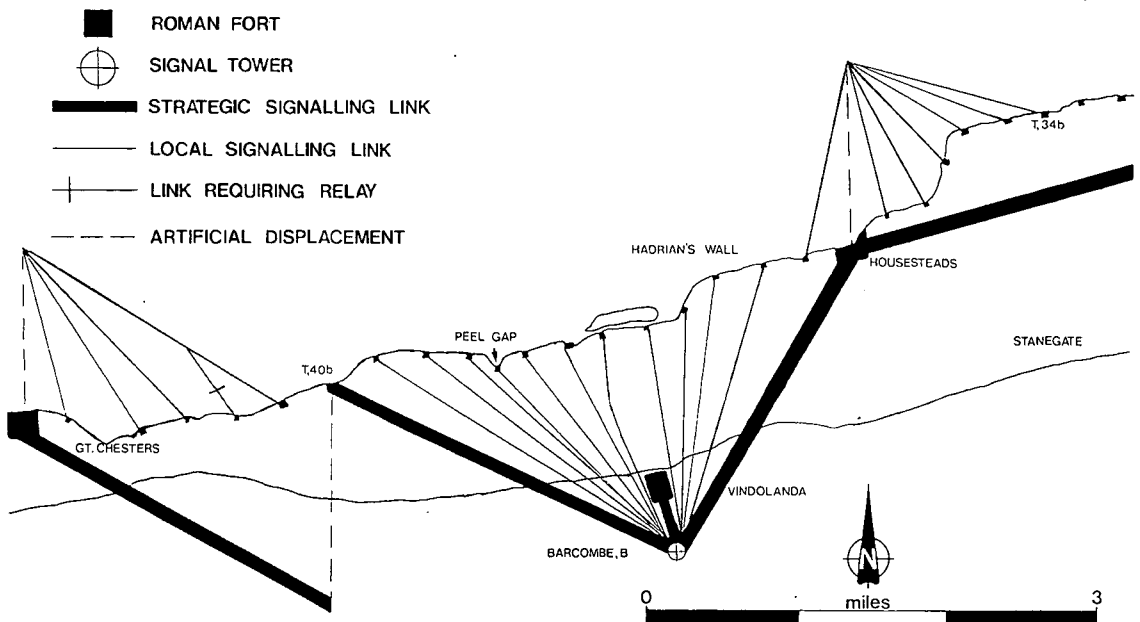 ROMAN FORT
SIGNAL TOWER
STRATEGIC SIGNALLING LINK
LOCAL SIGNALLING LINK
LINK REQUIRING RELAY
ARTIFICIAL DISPLACEMENT
T,34b
HADRIAN'S WALL
HOUSESTEADS
PEEL GAP
STANEGATE
T,40b
GT. CHESTERS
VINDOLANDA
BARCOMBE, B
N
0 3
miles